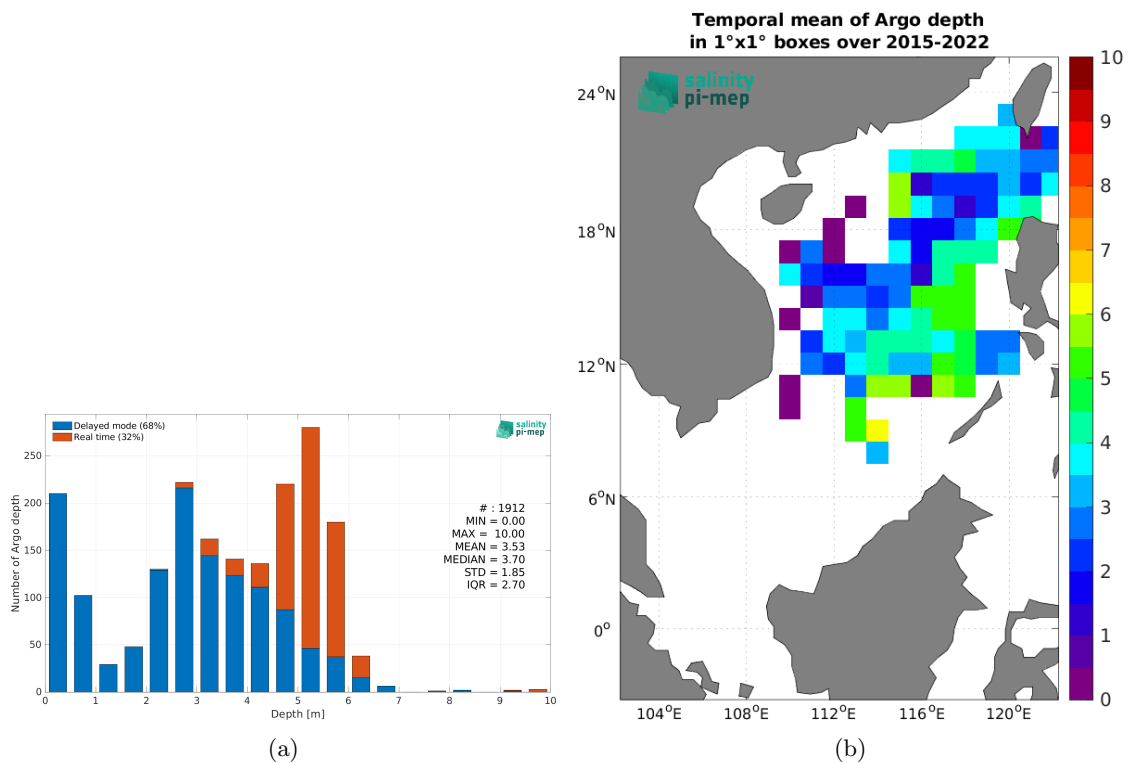 Delayed mode (68%)
Real time (32%)
salinity
pi-mep
# : 1912
MIN = 0.00
MAX = 10.00
MEAN = 3.53
MEDIAN = 3.70
STD = 1.85
IQR = 2.70
Number of Argo depth
250
200
150
100
50
0
0 1 2 3 4 5 6 7 8 9 10
Depth [m]
(a)
Temporal mean of Argo depth
in 1°x1° boxes over 2015-2022
salinity
pi-mep
24°N
18°N
12°N
6°N
0°
104°E 108°E 112°E 116°E 120°E
10
9
8
7
6
5
4
3
2
1
0
(b)